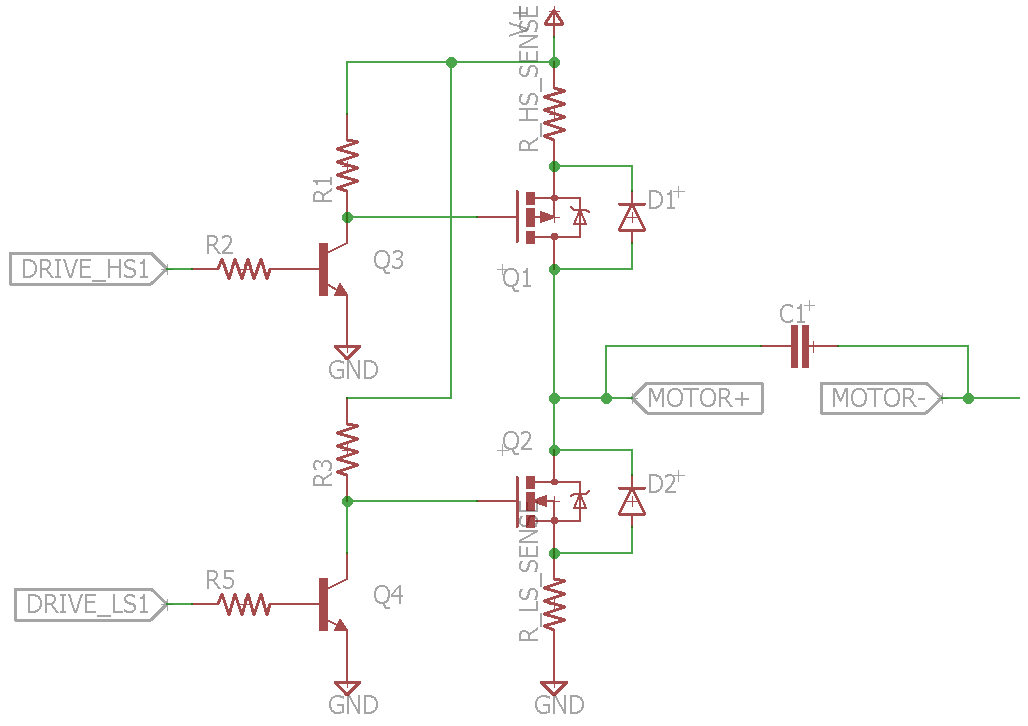 V+
R_HS_SENSE
R1
D1
R2
DRIVE_HS1
Q3
Q1
GND
C1
MOTOR+
MOTOR-
Q2
R3
D2
R5
DRIVE_LS1
Q4
R_LS_SENSE
GND
GND